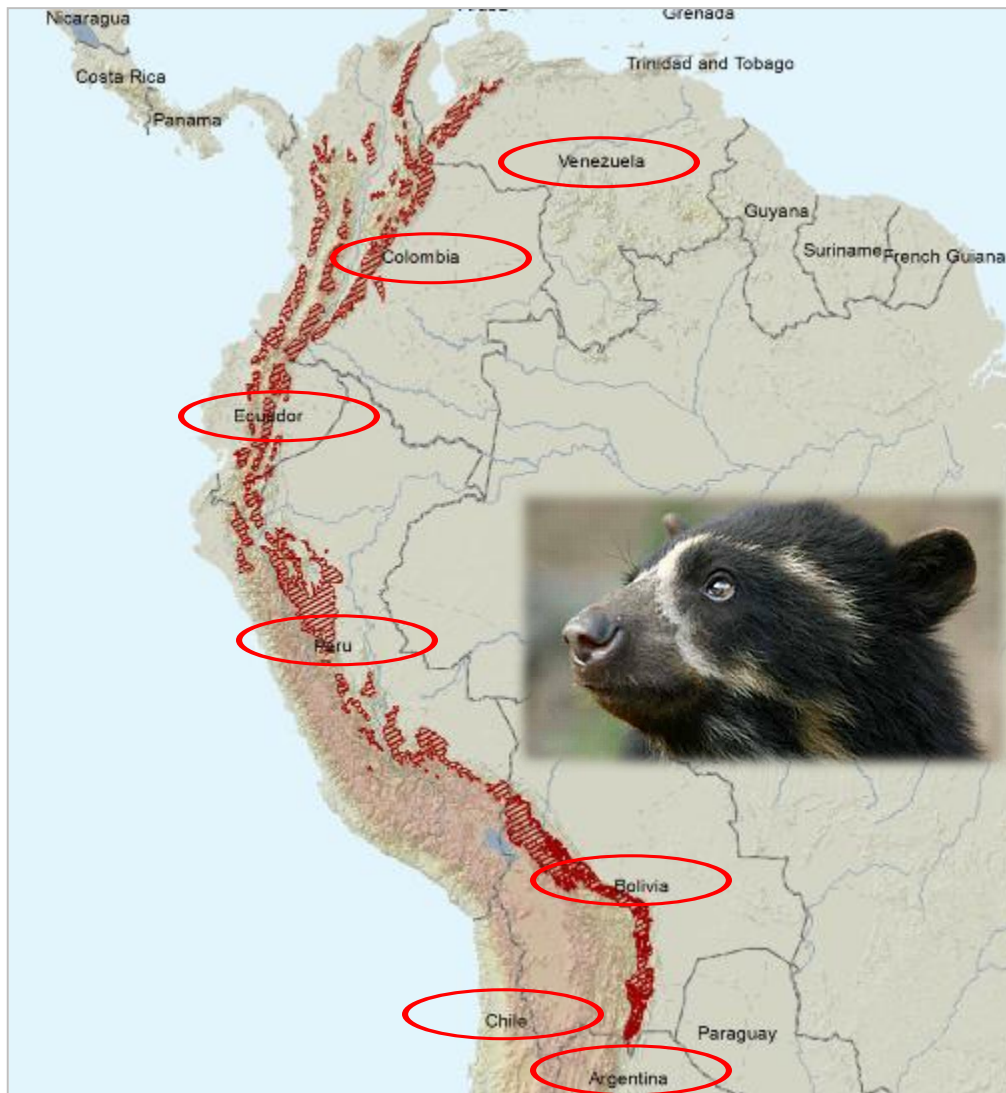 Nicaragua
Grenada
Costa Rica
Trinidad and Tobago
Panama
Venezuela
Guyana
Suriname
French Guiana
Colombia
Ecuador
Peru
Bolivia
Chile
Paraguay
Argentina